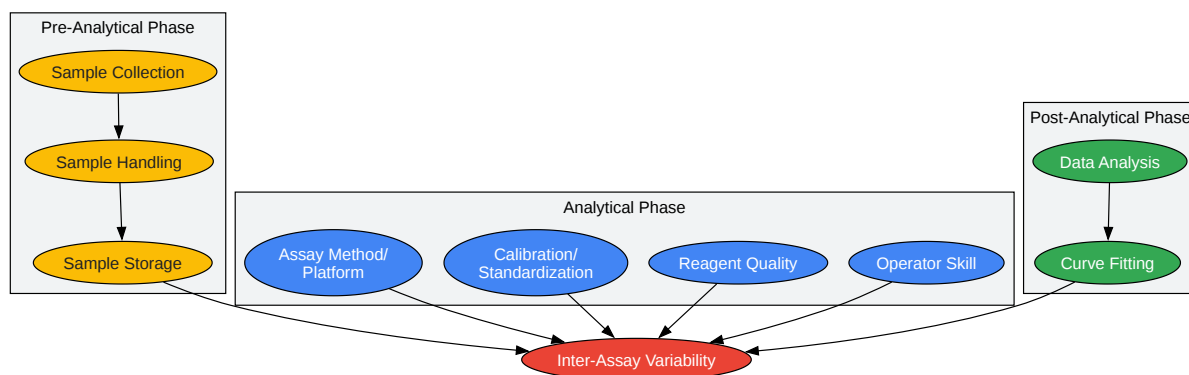 Pre-Analytical Phase
Sample Collection
Sample Handling
Sample Storage
Analytical Phase
Assay Method/
Platform
Calibration/
Standardization
Reagent Quality
Operator Skill
Post-Analytical Phase
Data Analysis
Curve Fitting
Inter-Assay Variability